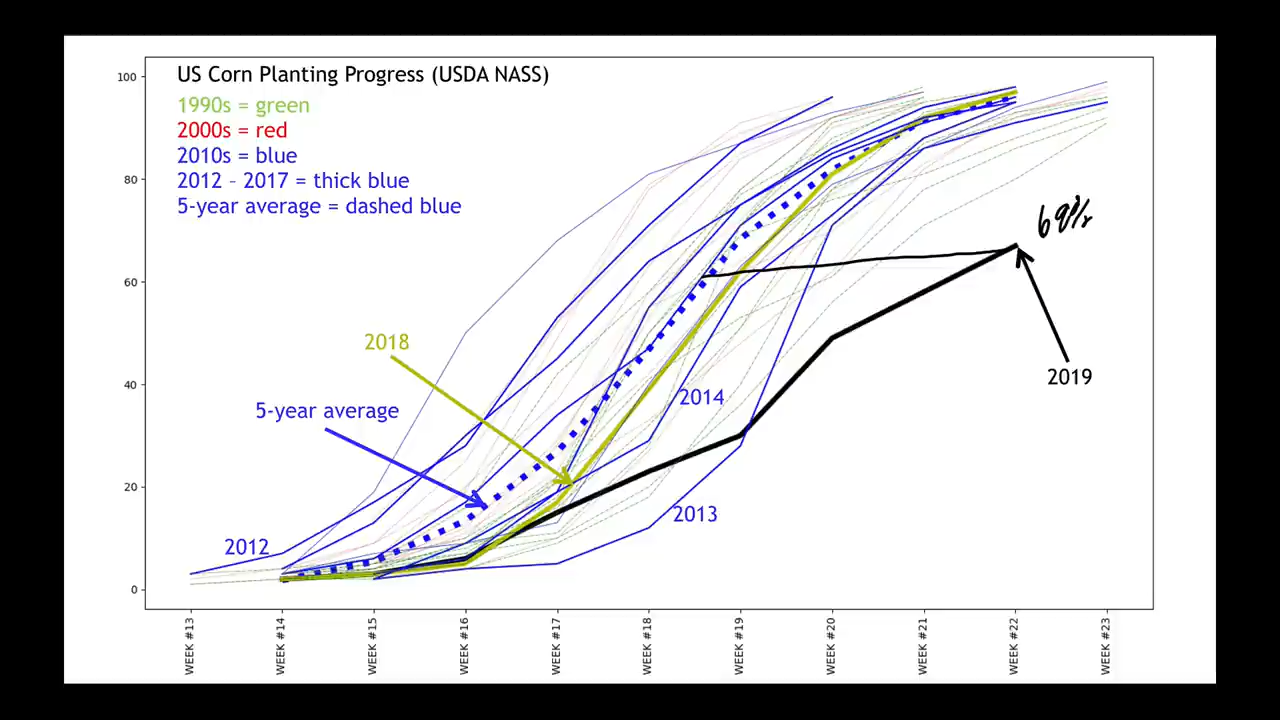 US Corn Planting Progress (USDA NASS)
1990s = green
2000s = red
2010s = blue
2012 – 2017 = thick blue
5-year average = dashed blue
100
80
60
40
20
0
69%
2018
5-year average
2014
2019
2013
2012
WEEK #13
WEEK #14
WEEK #15
WEEK #16
WEEK #17
WEEK #18
WEEK #19
WEEK #20
WEEK #21
WEEK #22
WEEK #23